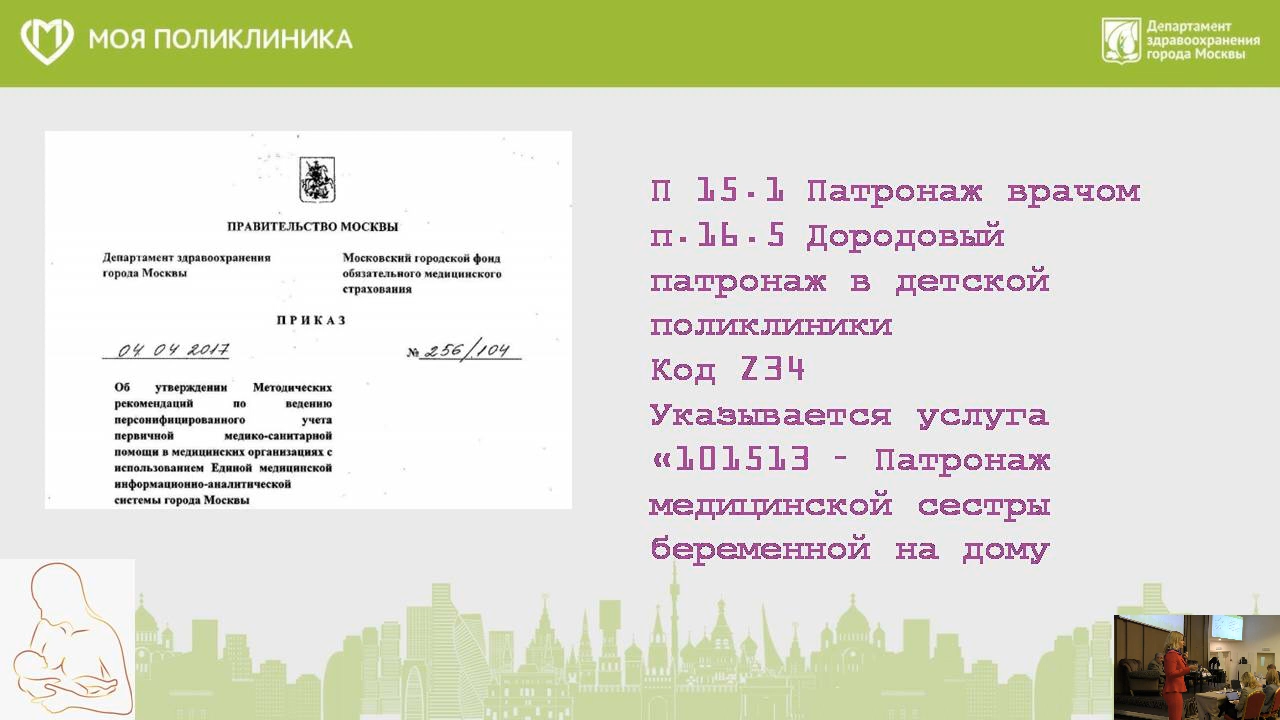 МОЯ ПОЛИКЛИНИКА
Департамент
здравоохранения
города Москвы
ПРАВИТЕЛЬСТВО МОСКВЫ
Департамент здравоохранения
города Москвы
Московский городской фонд
обязательного медицинского
страхования
ПРИКАЗ
04 04 2017
№ 256/104
Об утверждении Методических
рекомендаций по ведению
персонифицированного учета
первичной медико-санитарной
помощи в медицинских организациях с
использованием Единой медицинской
информационно-аналитической
системы города Москвы
П 15.1 Патронаж врачом
п.16.5 Дородовый
патронаж в детской
поликлиники
Код Z34
Указывается услуга
«101513 – Патронаж
медицинской сестры
беременной на дому